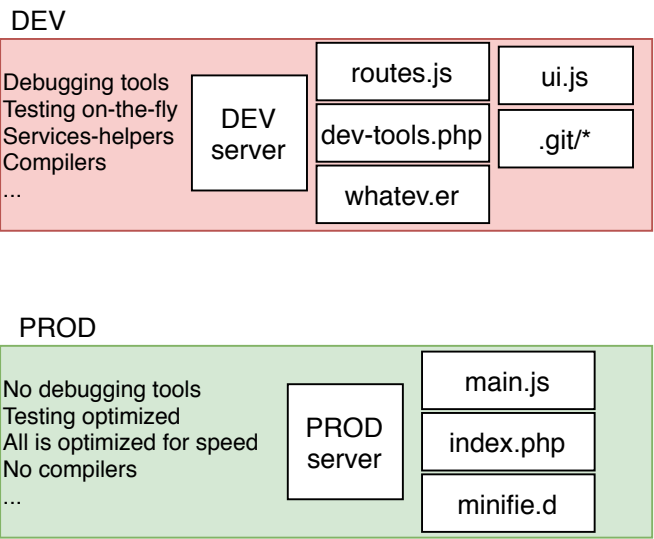 DEV
Debugging tools
Testing on-the-fly
Services-helpers
Compilers
...
DEV
server
routes.js
dev-tools.php
whatev.er
ui.js
.git/*
PROD
No debugging tools
Testing optimized
All is optimized for speed
No compilers
...
PROD
server
main.js
index.php
minifie.d